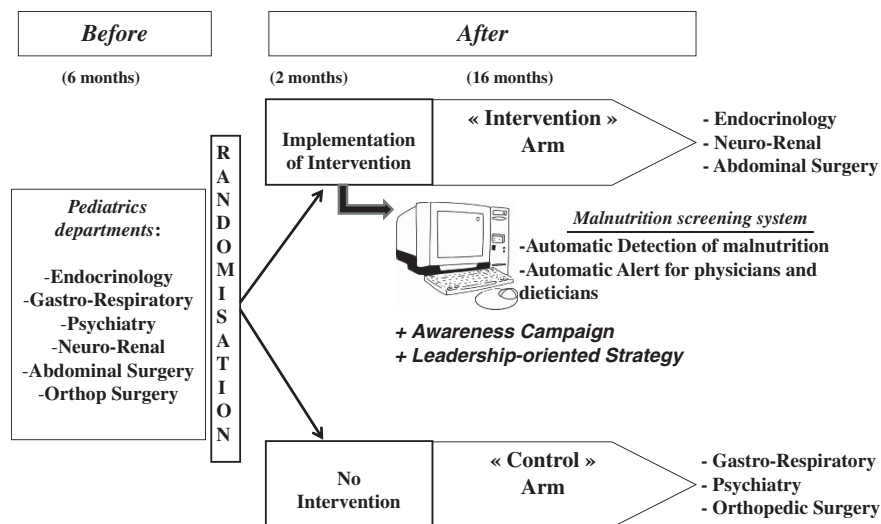 Before
After
(6 months)
(2 months)
(16 months)
Pediatrics
departments:
-Endocrinology
-Gastro-Respiratory
-Psychiatry
-Neuro-Renal
-Abdominal Surgery
-Orthop Surgery
RANDOMISATION
Implementation
of Intervention
« Intervention »
Arm
- Endocrinology
- Neuro-Renal
- Abdominal Surgery
Malnutrition screening system
-Automatic Detection of malnutrition
-Automatic Alert for physicians and
dieticians
+ Awareness Campaign
+ Leadership-oriented Strategy
No
Intervention
« Control »
Arm
- Gastro-Respiratory
- Psychiatry
- Orthopedic Surgery